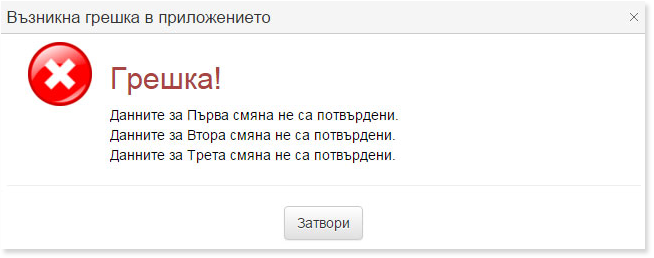 Възникна грешка в приложението
Грешка!
Данните за Първа смяна не са потвърдени.
Данните за Втора смяна не са потвърдени.
Данните за Трета смяна не са потвърдени.
Затвори